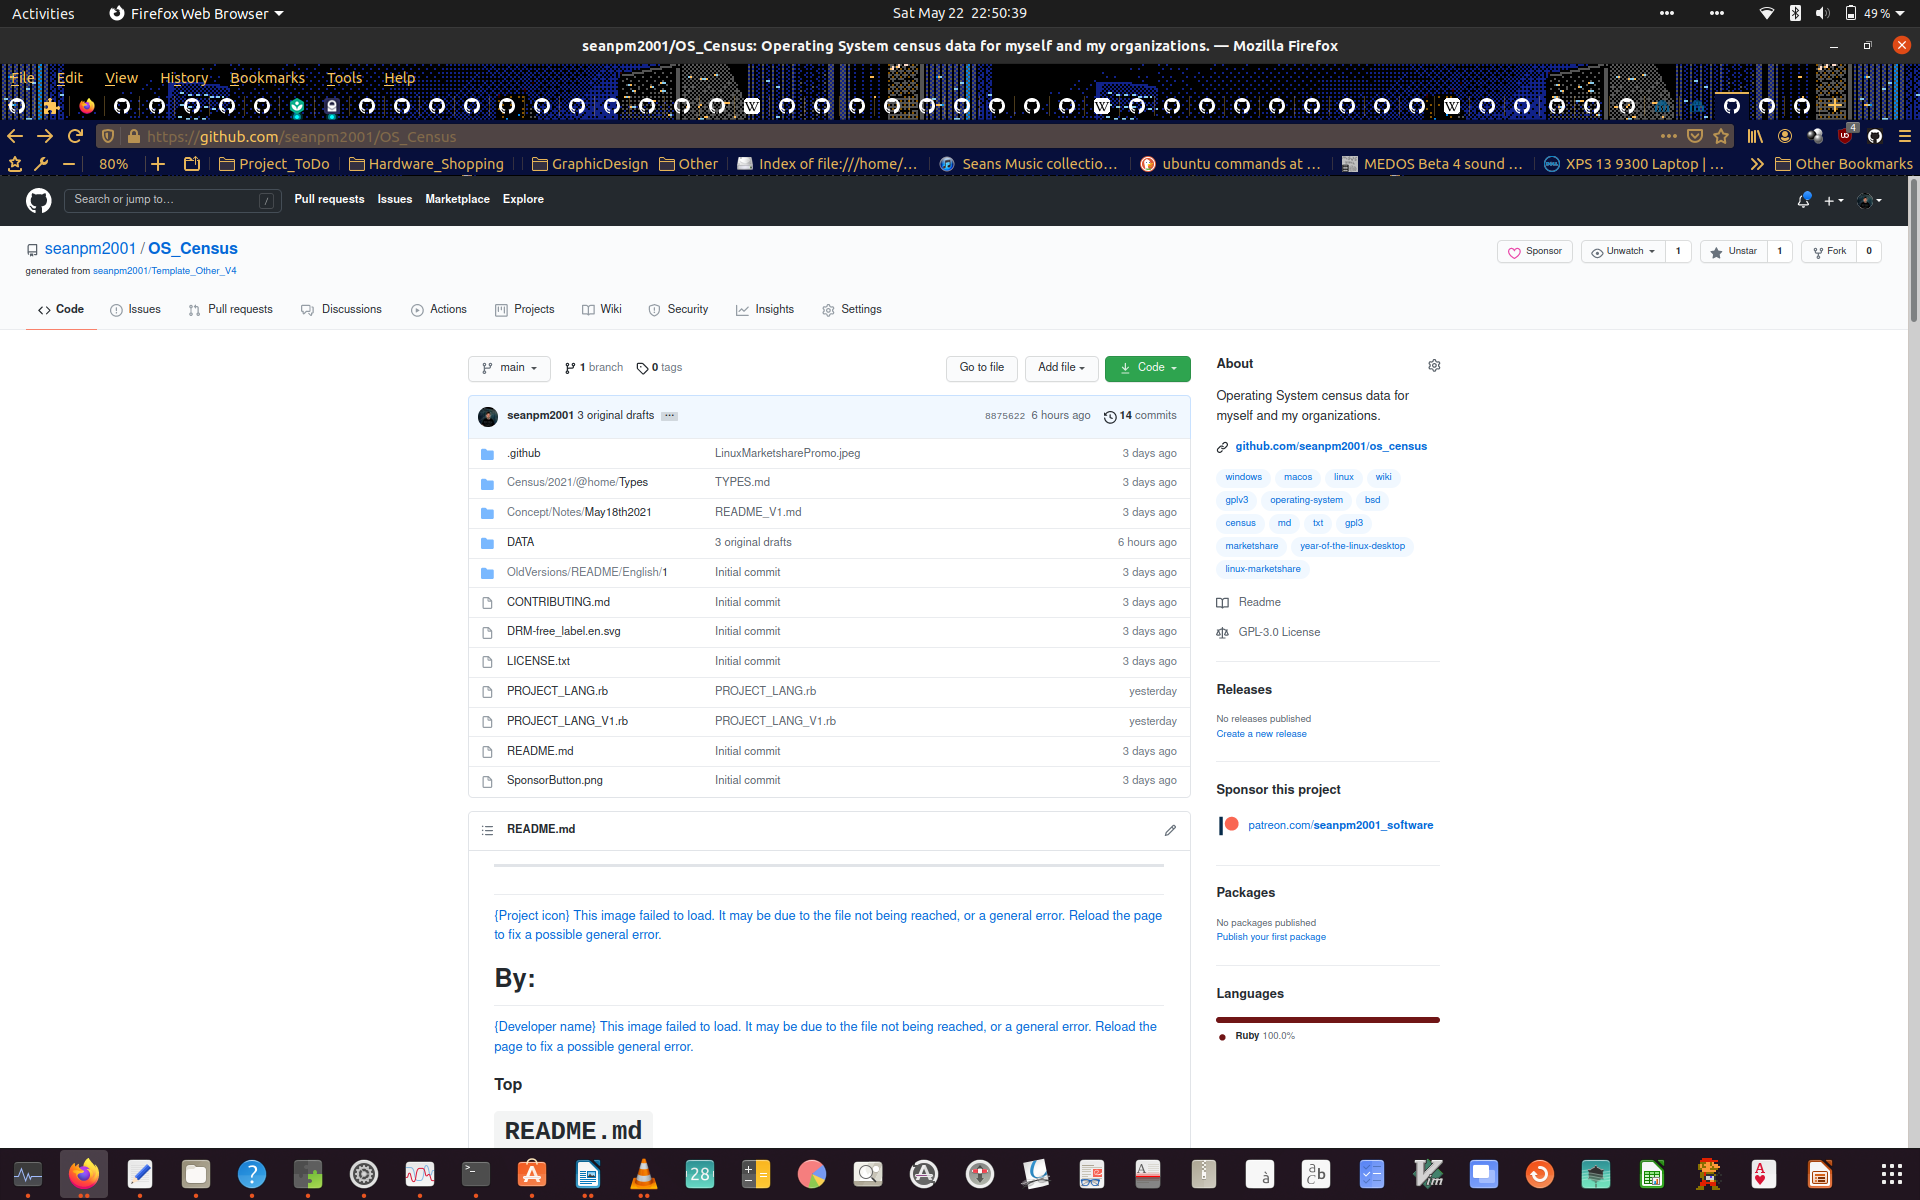 Activities
Firefox Web Browser
Sat May 22 22:50:39
49 %
seanpm2001/OS_Census: Operating System census data for myself and my organizations. — Mozilla Firefox
File Edit View History Bookmarks Tools Help
https://github.com/seanpm2001/OS_Census
4
80%
Project_ToDo
Hardware_Shopping
GraphicDesign
Other
Index of file:///home/...
Seans Music collectio...
ubuntu commands at ...
MEDOS Beta 4 sound ...
XPS 13 9300 Laptop | ...
Other Bookmarks
Search or jump to... /
Pull requests Issues Marketplace Explore
seanpm2001 / OS_Census
Sponsor
Unwatch 1
Unstar 1
Fork 0
generated from seanpm2001/Template_Other_V4
Code
Issues
Pull requests
Discussions
Actions
Projects
Wiki
Security
Insights
Settings
main
1 branch
0 tags
Go to file
Add file
Code
seanpm2001 3 original drafts ...
8875622 6 hours ago
14 commits
.github LinuxMarketsharePromo.jpeg 3 days ago
Census/2021/@home/Types TYPES.md 3 days ago
Concept/Notes/May18th2021 README_V1.md 3 days ago
DATA 3 original drafts 6 hours ago
OldVersions/README/English/1 Initial commit 3 days ago
CONTRIBUTING.md Initial commit 3 days ago
DRM-free_label.en.svg Initial commit 3 days ago
LICENSE.txt Initial commit 3 days ago
PROJECT_LANG.rb PROJECT_LANG.rb yesterday
PROJECT_LANG_V1.rb PROJECT_LANG_V1.rb yesterday
README.md Initial commit 3 days ago
SponsorButton.png Initial commit 3 days ago
README.md
{Project icon} This image failed to load. It may be due to the file not being reached, or a general error. Reload the page
to fix a possible general error.
By:
{Developer name} This image failed to load. It may be due to the file not being reached, or a general error. Reload the
page to fix a possible general error.
Top
README.md
About
Operating System census data for
myself and my organizations.
github.com/seanpm2001/os_census
windows macos linux wiki
gplv3 operating-system bsd
census md txt gpl3
marketshare year-of-the-linux-desktop
linux-marketshare
Readme
GPL-3.0 License
Releases
No releases published
Create a new release
Sponsor this project
patreon.com/seanpm2001_software
Packages
No packages published
Publish your first package
Languages
Ruby 100.0%
28